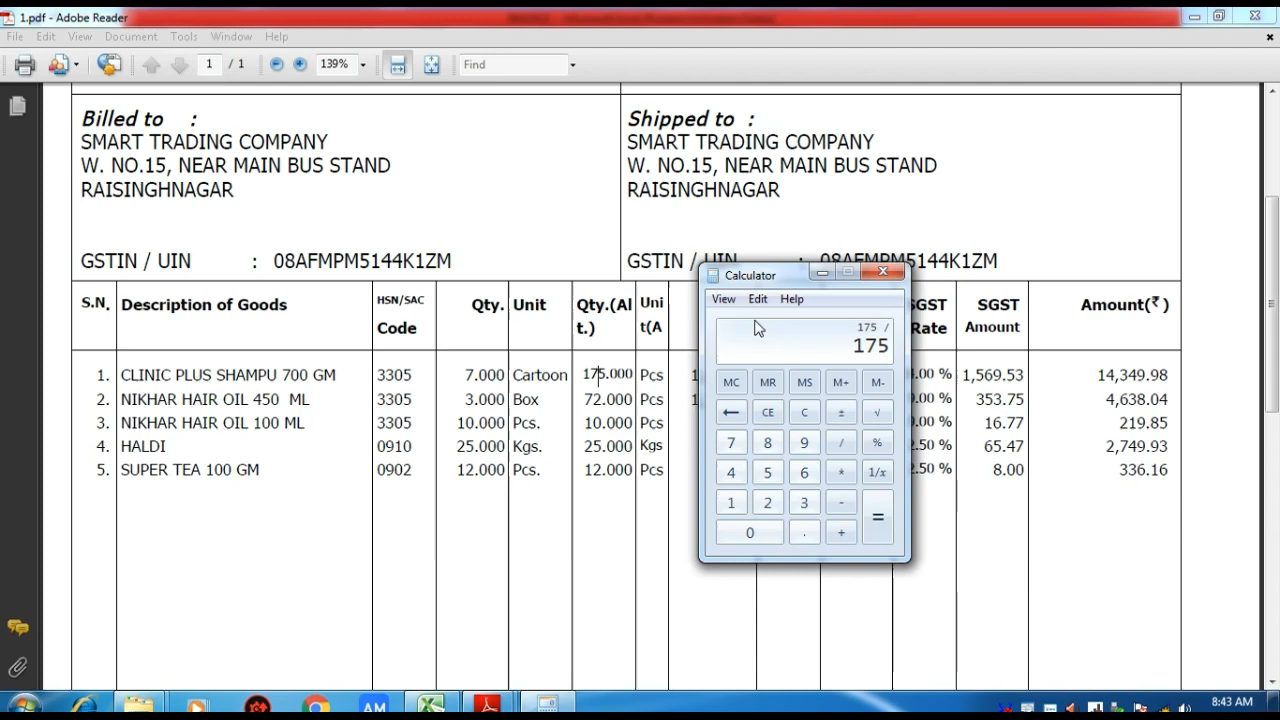 1.pdf - Adobe Reader
File Edit View Document Tools Window Help
1 / 1 139% Find
Billed to :
SMART TRADING COMPANY
W. NO.15, NEAR MAIN BUS STAND
RAISINGHNAGAR
GSTIN / UIN : 08AFMPM5144K1ZM
Shipped to :
SMART TRADING COMPANY
W. NO.15, NEAR MAIN BUS STAND
RAISINGHNAGAR
GSTIN / UIN : 08AFMPM5144K1ZM
S.N. Description of Goods HSN/SAC Code Qty. Unit Qty.(Alt.) Unit(A SGST Rate SGST Amount Amount(₹)
1. CLINIC PLUS SHAMPU 700 GM 3305 7.000 Cartoon 175.000 Pcs 1,569.53 14,349.98
2. NIKHAR HAIR OIL 450 ML 3305 3.000 Box 72.000 Pcs 353.75 4,638.04
3. NIKHAR HAIR OIL 100 ML 3305 10.000 Pcs. 10.000 Pcs 16.77 219.85
4. HALDI 0910 25.000 Kgs. 25.000 Kgs 2.50 % 65.47 2,749.93
5. SUPER TEA 100 GM 0902 12.000 Pcs. 12.000 Pcs 2.50 % 8.00 336.16
Calculator
View Edit Help
175 /
175
MC MR MS M+ M-
← CE C ± √
7 8 9 / %
4 5 6 * 1/x
1 2 3 - =
0 . +
AM
8:43 AM